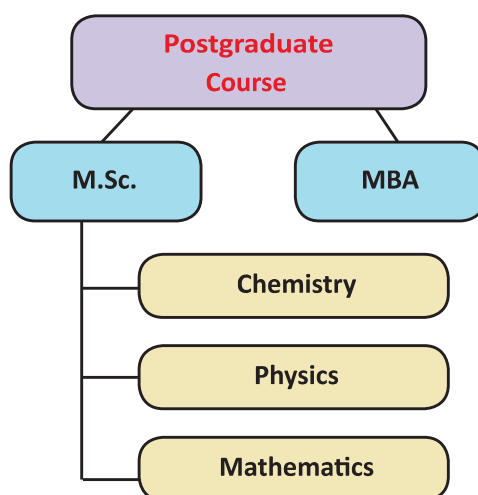 Postgraduate
Course
M.Sc.
MBA
Chemistry
Physics
Mathematics